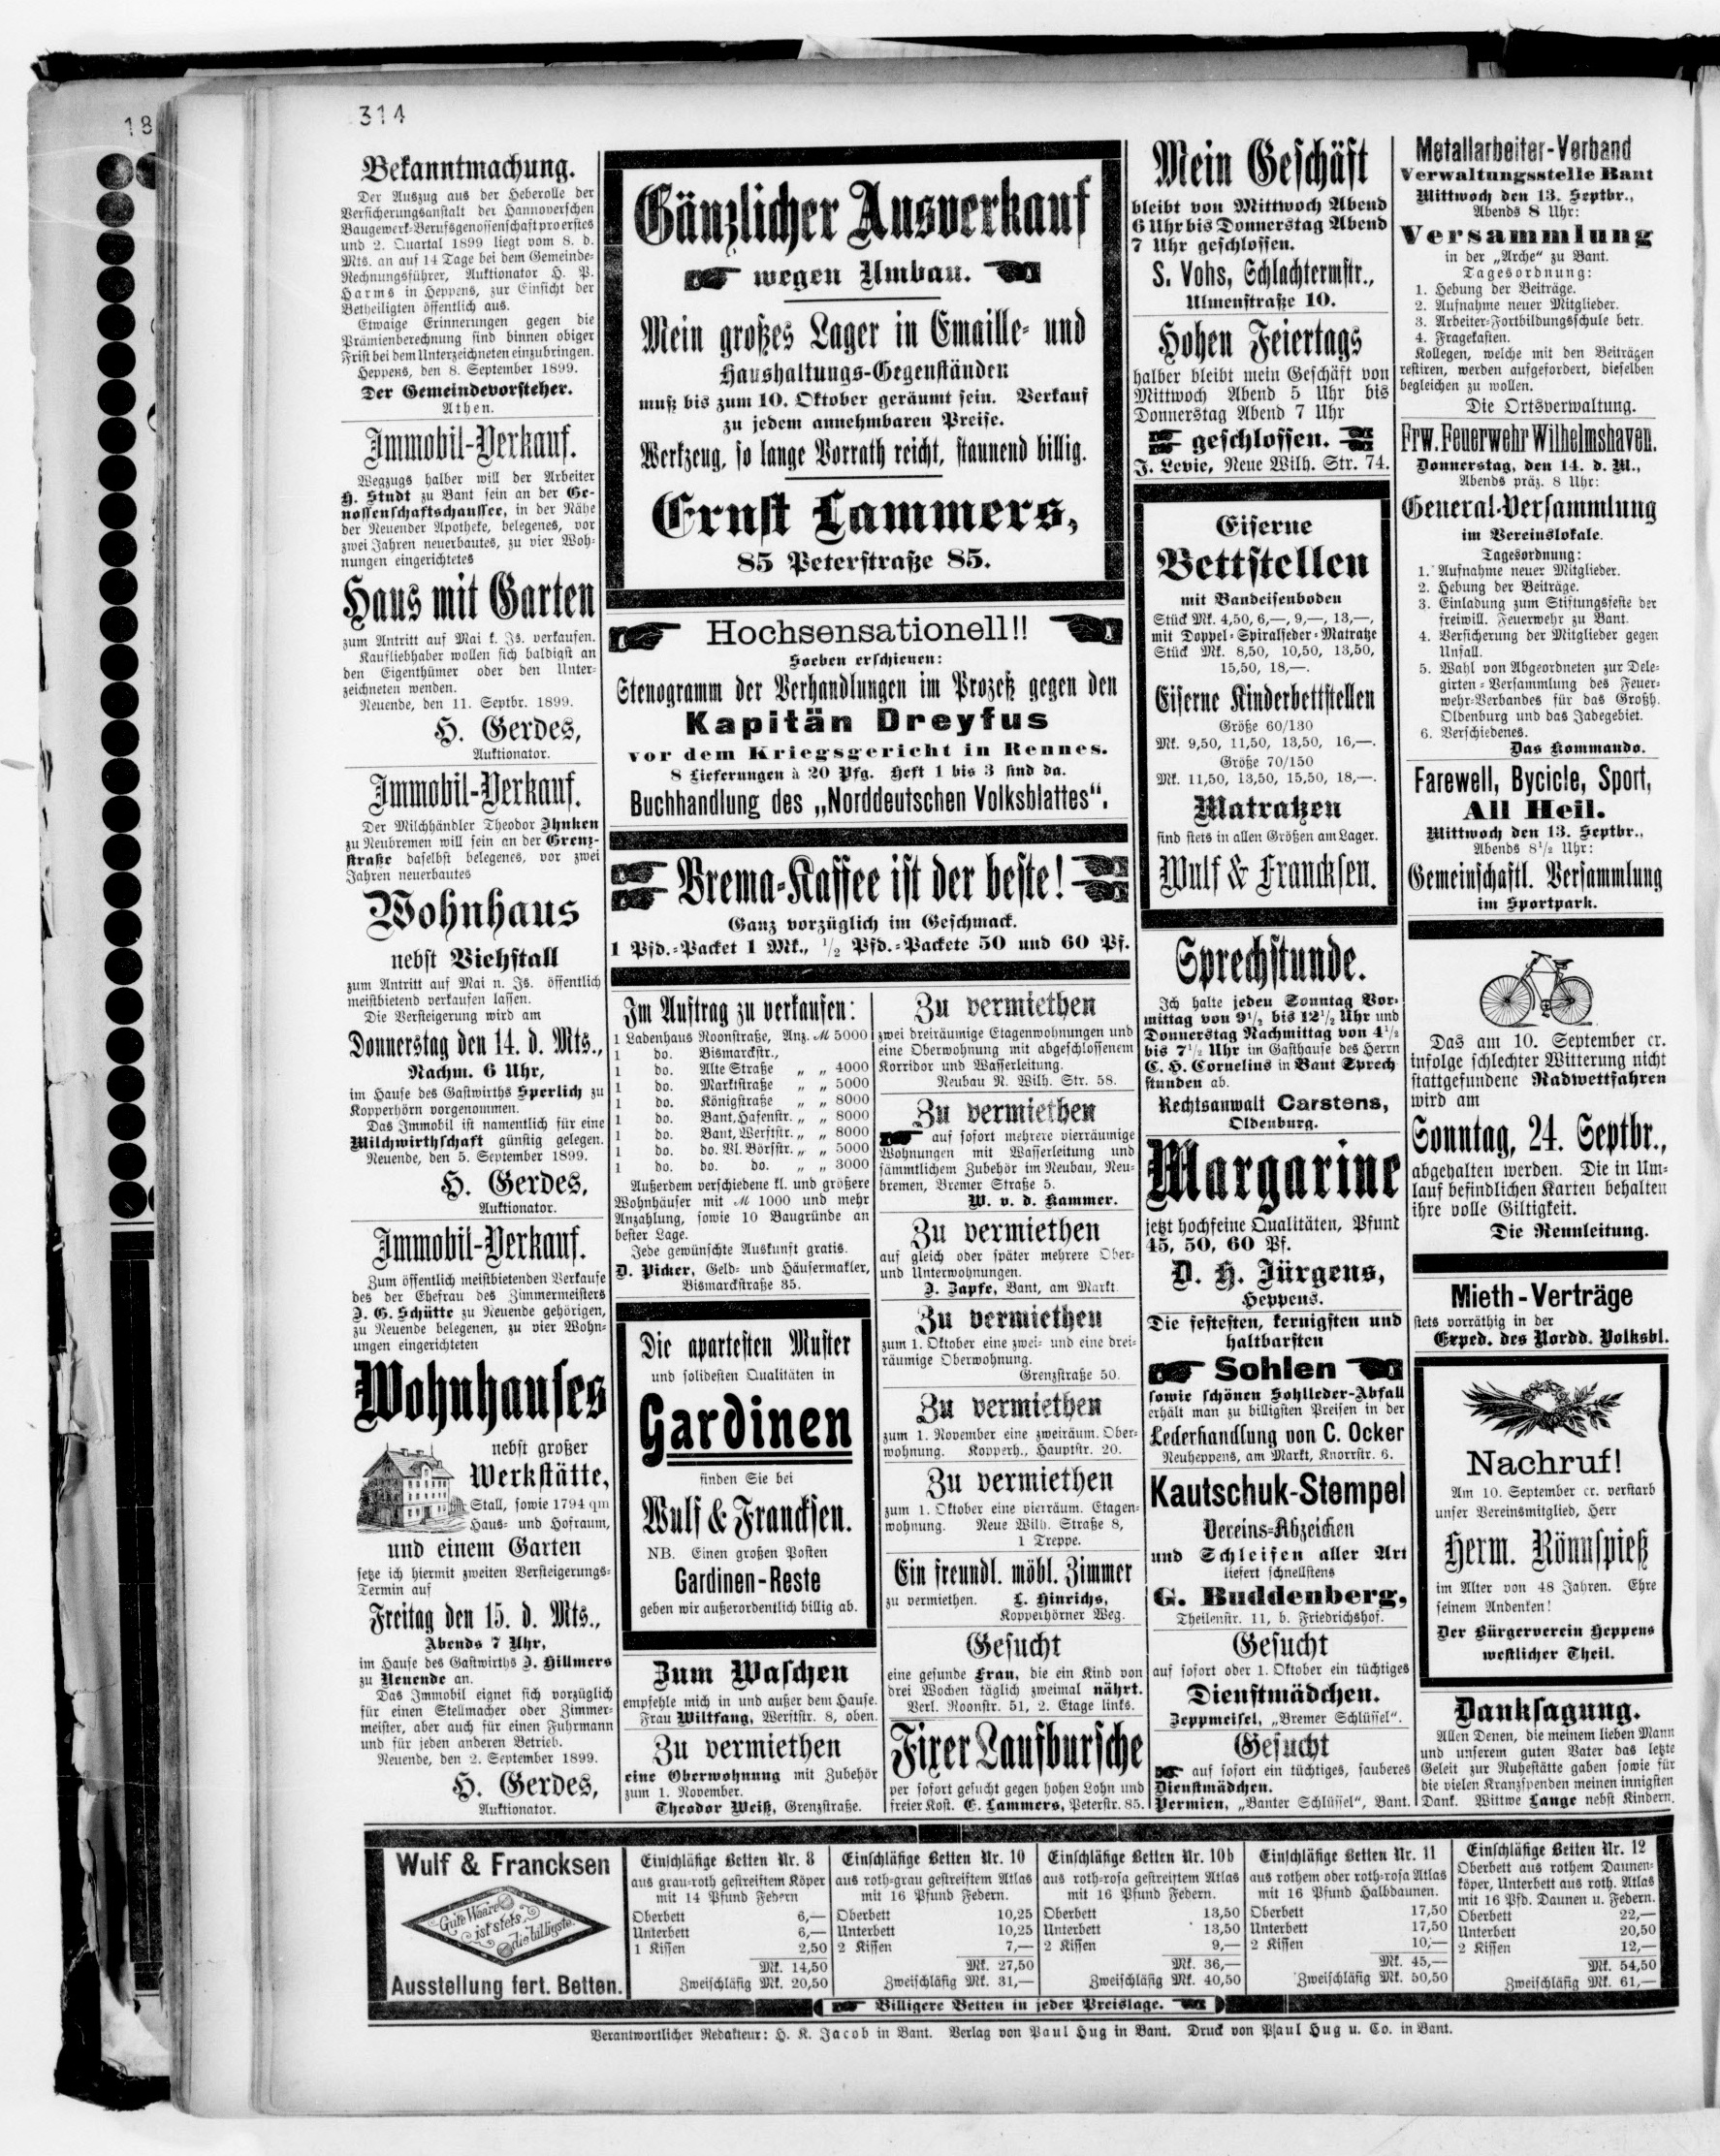 314
18
Bekanntmachung.
Der Auszug aus der Heberolle der
Versicherungsanstalt der Hannoverschen
Baugewerk-Berufsgenossenschaft pro erstes
und 2. Quartal 1899 liegt vom 8. d.
Mts. an auf 14 Tage bei dem Gemeinde-
Rechnungsführer, Auktionator H. P.
Harms in Heppens, zur Einsicht der
Betheiligten öffentlich aus.
Etwaige Erinnerungen gegen die
Prämienberechnung sind binnen obiger
Frist bei dem Unterzeichneten einzubringen.
Heppens, den 8. September 1899.
Der Gemeindevorsteher.
Athen.
Immobil-Verkauf.
Wegzugs halber will der Arbeiter
H. Studt zu Bant sein an der Ge-
nossenschaftschaussee, in der Nähe
der Neuender Apotheke, belegenes, vor
zwei Jahren neuerbautes, zu vier Woh-
nungen eingerichtetes
Haus mit Garten
zum Antritt auf Mai k. Js. verkaufen.
Kaufliebhaber wollen sich baldigst an
den Eigenthümer oder den Unter-
zeichneten wenden.
Neuende, den 11. Septbr. 1899.
H. Gerdes,
Auktionator.
Immobil-Verkauf.
Der Milchhändler Theodor Ihnken
zu Neubremen will sein an der Grenz-
straße daselbst belegenes, vor zwei
Jahren neuerbautes
Wohnhaus
nebst Viehstall
zum Antritt auf Mai n. Js. öffentlich
meistbietend verkaufen lassen.
Die Versteigerung wird am
Donnerstag den 14. d. Mts.,
Nachm. 6 Uhr,
im Hause des Gastwirths Sperlich zu
Kopperhörn vorgenommen.
Das Immobil ist namentlich für eine
Milchwirthschaft günstig gelegen.
Neuende, den 5. September 1899.
H. Gerdes,
Auktionator.
Immobil-Verkauf.
Zum öffentlich meistbietenden Verkaufe
des der Ehefrau des Zimmermeisters
J. G. Schütte zu Neuende gehörigen,
zu Neuende belegenen, zu vier Wohn-
ungen eingerichteten
Wohnhauses
nebst großer
Werkstätte,
Stall, sowie 1794 qm
Haus- und Hofraum,
und einem Garten
setze ich hiermit zweiten Versteigerungs-
Termin auf
Freitag den 15. d. Mts.,
Abends 7 Uhr,
im Hause des Gastwirths J. Hillmers
zu Neuende an.
Das Immobil eignet sich vorzüglich
für einen Stellmacher oder Zimmer-
meister, aber auch für einen Fuhrmann
und für jeden anderen Betrieb.
Neuende, den 2. September 1899.
H. Gerdes,
Auktionator.
Gänzlicher Ausverkauf
wegen Umbau.
Mein großes Lager in Emaille- und
Haushaltungs-Gegenständen
muß bis zum 10. Oktober geräumt sein. Verkauf
zu jedem annehmbaren Preise.
Werkzeug, so lange Vorrath reicht, staunend billig.
Ernst Lammers,
85 Peterstraße 85.
Hochsensationell!!
Soeben erschienen:
Stenogramm der Verhandlungen im Prozeß gegen den
Kapitän Dreyfus
vor dem Kriegsgericht in Rennes.
8 Lieferungen à 20 Pfg. Heft 1 bis 3 sind da.
Buchhandlung des „Norddeutschen Volksblattes“.
Brema-Kaffee ist der beste!
Ganz vorzüglich im Geschmack.
1 Pfd.-Packet 1 Mk., 1/2 Pfd.-Packete 50 und 60 Pf.
Im Auftrag zu verkaufen:
1 Ladenhaus Roonstraße, Anz. M 5000
1 do. Bismarckstr.,
1 do. Alte Straße „ „ 4000
1 do. Marktstraße „ „ 5000
1 do. Königstraße „ „ 8000
1 do. Bant, Hafenstr. „ „ 8000
1 do. Bant, Werftstr. „ „ 8000
1 do. do. Bl. Börsstr. „ „ 5000
1 do. do. do. „ „ 3000
Außerdem verschiedene kl. und größere
Wohnhäuser mit M 1000 und mehr
Anzahlung, sowie 10 Baugründe an
bester Lage.
Jede gewünschte Auskunft gratis.
D. Picker, Geld- und Häusermakler,
Bismarckstraße 35.
Die apartesten Muster
und solidesten Qualitäten in
Gardinen
finden Sie bei
Wulf & Francksen.
NB. Einen großen Posten
Gardinen-Reste
geben wir außerordentlich billig ab.
Zum Waschen
empfehle mich in und außer dem Hause.
Frau Wiltfang, Werftstr. 8, oben.
Zu vermiethen
eine Oberwohnung mit Zubehör
zum 1. November.
Theodor Weiß, Grenzstraße.
Zu vermiethen
zwei dreiräumige Etagenwohnungen und
eine Oberwohnung mit abgeschlossenem
Korridor und Wasserleitung.
Neubau N. Wilh. Str. 58.
Zu vermiethen
auf sofort mehrere vierräumige
Wohnungen mit Wasserleitung und
sämmtlichem Zubehör im Neubau, Neu-
bremen, Bremer Straße 5.
W. v. d. Kammer.
Zu vermiethen
auf gleich oder später mehrere Ober-
und Unterwohnungen.
J. Zapfe, Bant, am Markt.
Zu vermiethen
zum 1. Oktober eine zwei- und eine drei-
räumige Oberwohnung.
Grenzstraße 50.
Zu vermiethen
zum 1. November eine zweiräum. Ober-
wohnung. Kopperh., Hauptstr. 20.
Zu vermiethen
zum 1. Oktober eine vierräum. Etagen-
wohnung. Neue Wilh. Straße 8,
1 Treppe.
Ein freundl. möbl. Zimmer
zu vermiethen. L. Hinrichs,
Kopperhörner Weg.
Gesucht
eine gesunde Frau, die ein Kind von
drei Wochen täglich zweimal nährt.
Verl. Roonstr. 51, 2. Etage links.
Fixer Laufbursche
per sofort gesucht gegen hohen Lohn und
freier Kost. E. Lammers, Peterstr. 85.
Mein Geschäft
bleibt von Mittwoch Abend
6 Uhr bis Donnerstag Abend
7 Uhr geschlossen.
S. Vohs, Schlachtermstr.,
Ulmenstraße 10.
Hohen Feiertags
halber bleibt mein Geschäft von
Mittwoch Abend 5 Uhr bis
Donnerstag Abend 7 Uhr
geschlossen.
J. Levie, Neue Wilh. Str. 74.
Eiserne
Bettstellen
mit Bandeisenboden
Stück Mk. 4,50, 6,—, 9,—, 13,—,
mit Doppel-Spiralfeder-Matratze
Stück Mk. 8,50, 10,50, 13,50,
15,50, 18,—.
Eiserne Kinderbettstellen
Größe 60/130
Mk. 9,50, 11,50, 13,50, 16,—.
Größe 70/150
Mk. 11,50, 13,50, 15,50, 18,—.
Matratzen
sind stets in allen Größen am Lager.
Wulf & Francksen.
Sprechstunde.
Ich halte jeden Sonntag Vor-
mittag von 9 1/2 bis 12 1/2 Uhr und
Donnerstag Nachmittag von 4 1/2
bis 7 1/2 Uhr im Gasthause des Herrn
C. H. Cornelius in Bant Sprech
stunden ab.
Rechtsanwalt Carstens,
Oldenburg.
Margarine
jetzt hochfeine Qualitäten, Pfund
45, 50, 60 Pf.
D. H. Jürgens,
Heppens.
Die festesten, kernigsten und
haltbarsten
Sohlen
sowie schönen Sohlleder-Abfall
erhält man zu billigsten Preisen in der
Lederhandlung von C. Ocker
Neuheppens, am Markt, Knorrstr. 6.
Kautschuk-Stempel
Vereins-Abzeichen
und Schleifen aller Art
liefert schnellstens
G. Buddenberg,
Theilenstr. 11, b. Friedrichshof.
Gesucht
auf sofort oder 1. Oktober ein tüchtiges
Dienstmädchen.
Zeppmeisel, „Bremer Schlüssel“.
Gesucht
auf sofort ein tüchtiges, sauberes
Dienstmädchen.
Vermien, „Banter Schlüssel“, Bant.
Metallarbeiter-Verband
Verwaltungsstelle Bant
Mittwoch den 13. Septbr.,
Abends 8 Uhr:
Versammlung
in der „Arche“ zu Bant.
Tagesordnung:
1. Hebung der Beiträge.
2. Aufnahme neuer Mitglieder.
3. Arbeiter-Fortbildungsschule betr.
4. Fragekasten.
Kollegen, welche mit den Beiträgen
restiren, werden aufgefordert, dieselben
begleichen zu wollen.
Die Ortsverwaltung.
Frw. Feuerwehr Wilhelmshaven.
Donnerstag, den 14. d. M.,
Abends präz. 8 Uhr:
General-Versammlung
im Vereinslokale.
Tagesordnung:
1. Aufnahme neuer Mitglieder.
2. Hebung der Beiträge.
3. Einladung zum Stiftungsfeste der
freiwill. Feuerwehr zu Bant.
4. Versicherung der Mitglieder gegen
Unfall.
5. Wahl von Abgeordneten zur Dele-
girten-Versammlung des Feuer-
wehr-Verbandes für das Großh.
Oldenburg und das Jadegebiet.
6. Verschiedenes.
Das Kommando.
Farewell, Bycicle, Sport,
All Heil.
Mittwoch den 13. Septbr.,
Abends 8 1/2 Uhr:
Gemeinschaftl. Versammlung
im Sportpark.
Das am 10. September cr.
infolge schlechter Witterung nicht
stattgefundene Radwettfahren
wird am
Sonntag, 24. Septbr.,
abgehalten werden. Die in Um-
lauf befindlichen Karten behalten
ihre volle Giltigkeit.
Die Rennleitung.
Mieth-Verträge
stets vorräthig in der
Exped. des Nordd. Volksbl.
Nachruf!
Am 10. September cr. verstarb
unser Vereinsmitglied, Herr
Herm. Rönnspieß
im Alter von 48 Jahren. Ehre
seinem Andenken!
Der Bürgerverein Heppens
westlicher Theil.
Danksagung.
Allen Denen, die meinem lieben Mann
und unserem guten Vater das letzte
Geleit zur Ruhestätte gaben sowie für
die vielen Kranzspenden meinen innigsten
Dank. Wittwe Lange nebst Kindern.
Wulf & Francksen
Gute Waare
ist stets
die billigste.
Ausstellung fert. Betten.
Einschläfige Betten Nr. 8
aus grau-roth gestreiftem Köper
mit 14 Pfund Federn
Oberbett 6,—
Unterbett 6,—
1 Kissen 2,50
Mk. 14,50
Zweischläfig Mk. 20,50
Einschläfige Betten Nr. 10
aus roth-grau gestreiftem Atlas
mit 16 Pfund Federn.
Oberbett 10,25
Unterbett 10,25
2 Kissen 7,—
Mk. 27,50
Zweischläfig Mk. 31,—
Einschläfige Betten Nr. 10b
aus roth-rosa gestreiftem Atlas
mit 16 Pfund Federn.
Oberbett 13,50
Unterbett 13,50
2 Kissen 9,—
Mk. 36,—
Zweischläfig Mk. 40,50
Einschläfige Betten Nr. 11
aus rothem oder roth-rosa Atlas
mit 16 Pfund Halbdaunen.
Oberbett 17,50
Unterbett 17,50
2 Kissen 10,—
Mk. 45,—
Zweischläfig Mk. 50,50
Einschläfige Betten Nr. 12
Oberbett aus rothem Daunen-
köper, Unterbett aus roth. Atlas
mit 16 Pfd. Daunen u. Federn.
Oberbett 22,—
Unterbett 20,50
2 Kissen 12,—
Mk. 54,50
Zweischläfig Mk. 61,—
Billigere Betten in jeder Preislage.
Verantwortlicher Redakteur: H. K. Jacob in Bant. Verlag von Paul Hug in Bant. Druck von Paul Hug u. Co. in Bant.